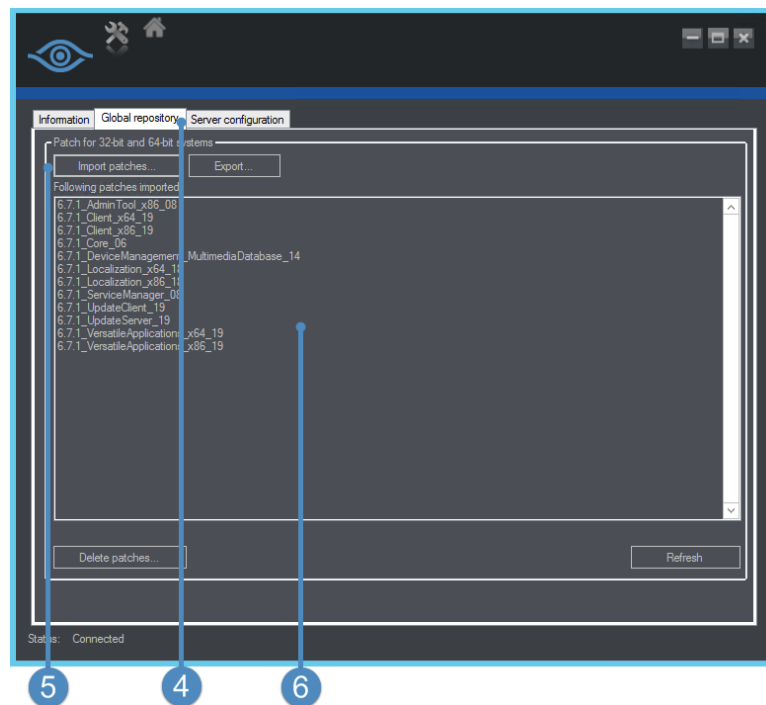 Information Global repository Server configuration
Patch for 32-bit and 64-bit systems
Import patches... Export...
Following patches imported
6.7.1_AdminTool_x86_08
6.7.1_Client_x64_19
6.7.1_Client_x86_19
6.7.1_Core_06
6.7.1_DeviceManagement_MultimediaDatabase_14
6.7.1_Localization_x64_18
6.7.1_Localization_x86_18
6.7.1_ServiceManager_08
6.7.1_UpdateClient_19
6.7.1_UpdateServer_19
6.7.1_VersatileApplications_x64_19
6.7.1_VersatileApplications_x86_19
Delete patches... Refresh
Status: Connected
5 4 6